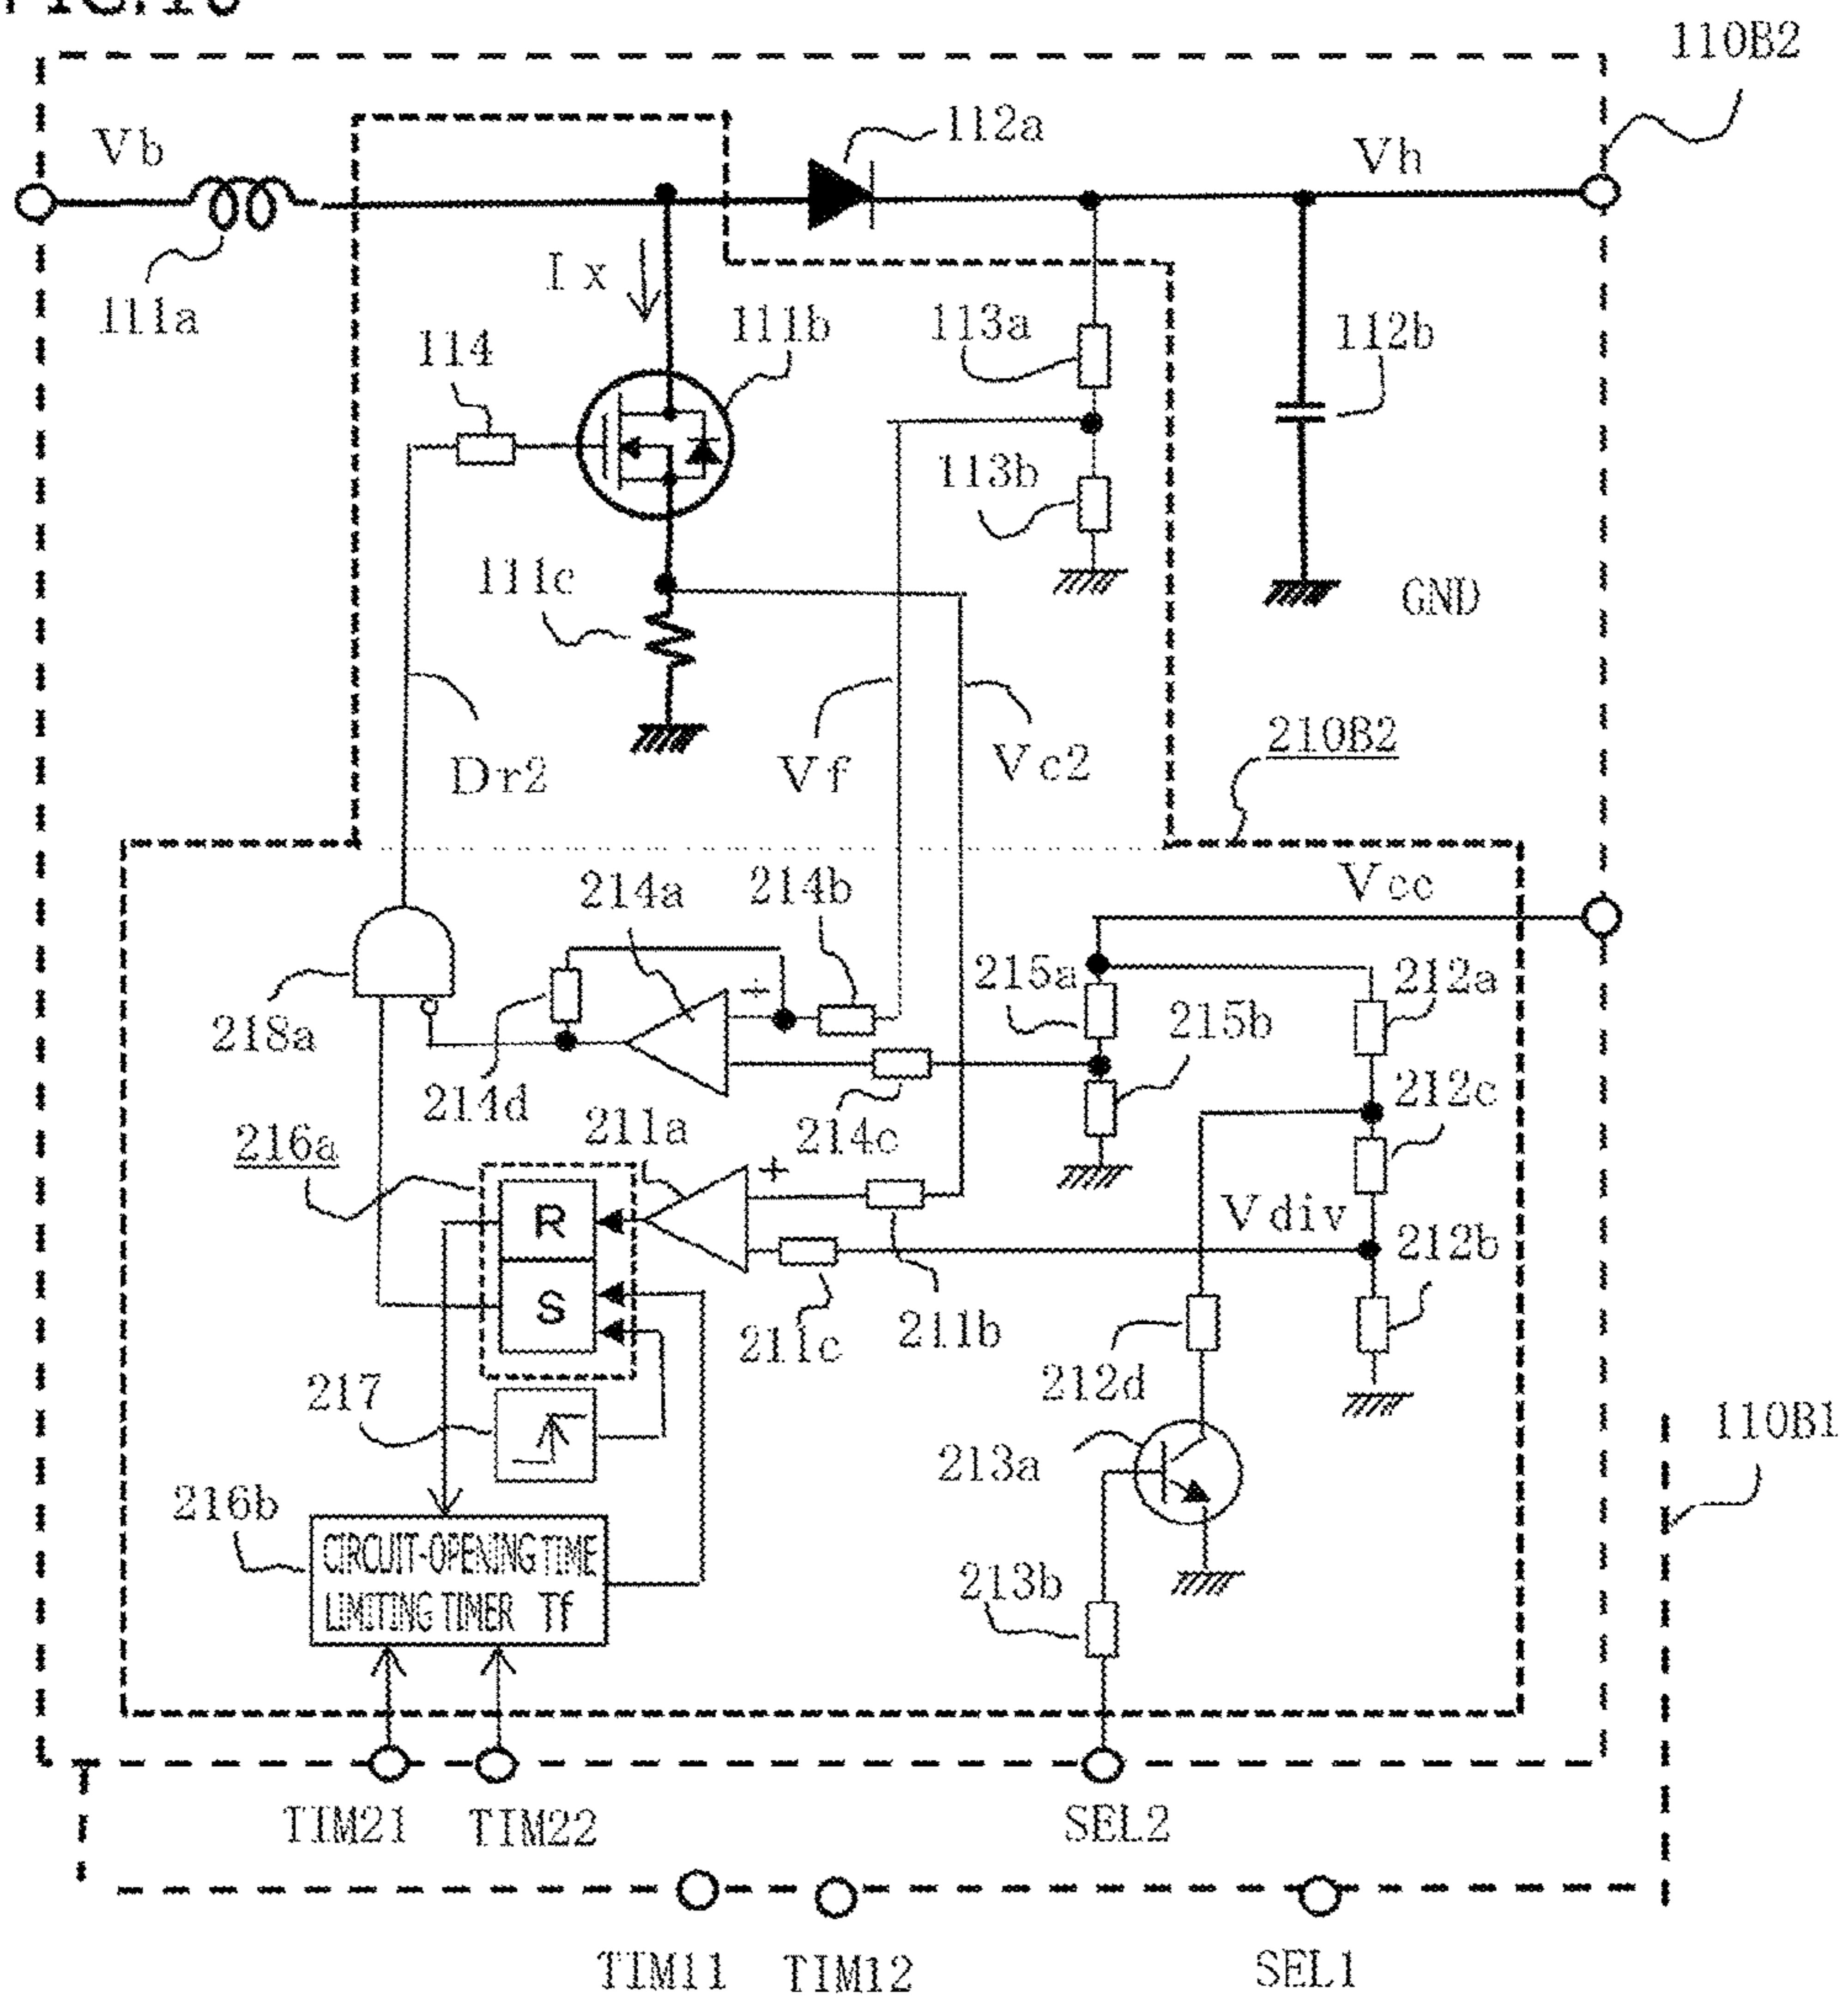 110B2
Vb
112a
Vh
111a
Ix
114
111b
113a
112b
113b
111c
GND
Dr2
Vf
Vc2
210B2
Vcc
214a
214b
215a
212a
218a
215b
214d
212c
216a
211a
214c
+
+
R
Vdiv
212b
S
211c
211b
217
212d
110B1
213a
216b
CIRCUIT-OPENING TIME
LIMITING TIMER Tf
213b
TIM21
TIM22
SEL2
TIM11
TIM12
SEL1